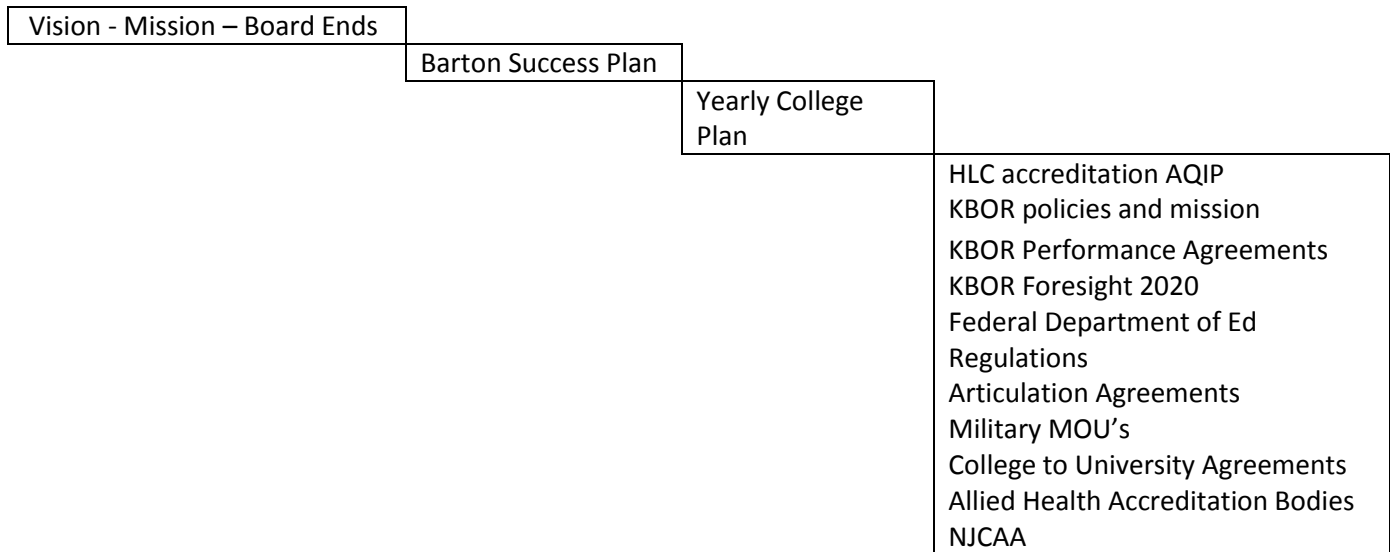 Vision - Mission – Board Ends
Barton Success Plan
Yearly College
Plan
HLC accreditation AQIP
KBOR policies and mission
KBOR Performance Agreements
KBOR Foresight 2020
Federal Department of Ed
Regulations
Articulation Agreements
Military MOU’s
College to University Agreements
Allied Health Accreditation Bodies
NJCAA